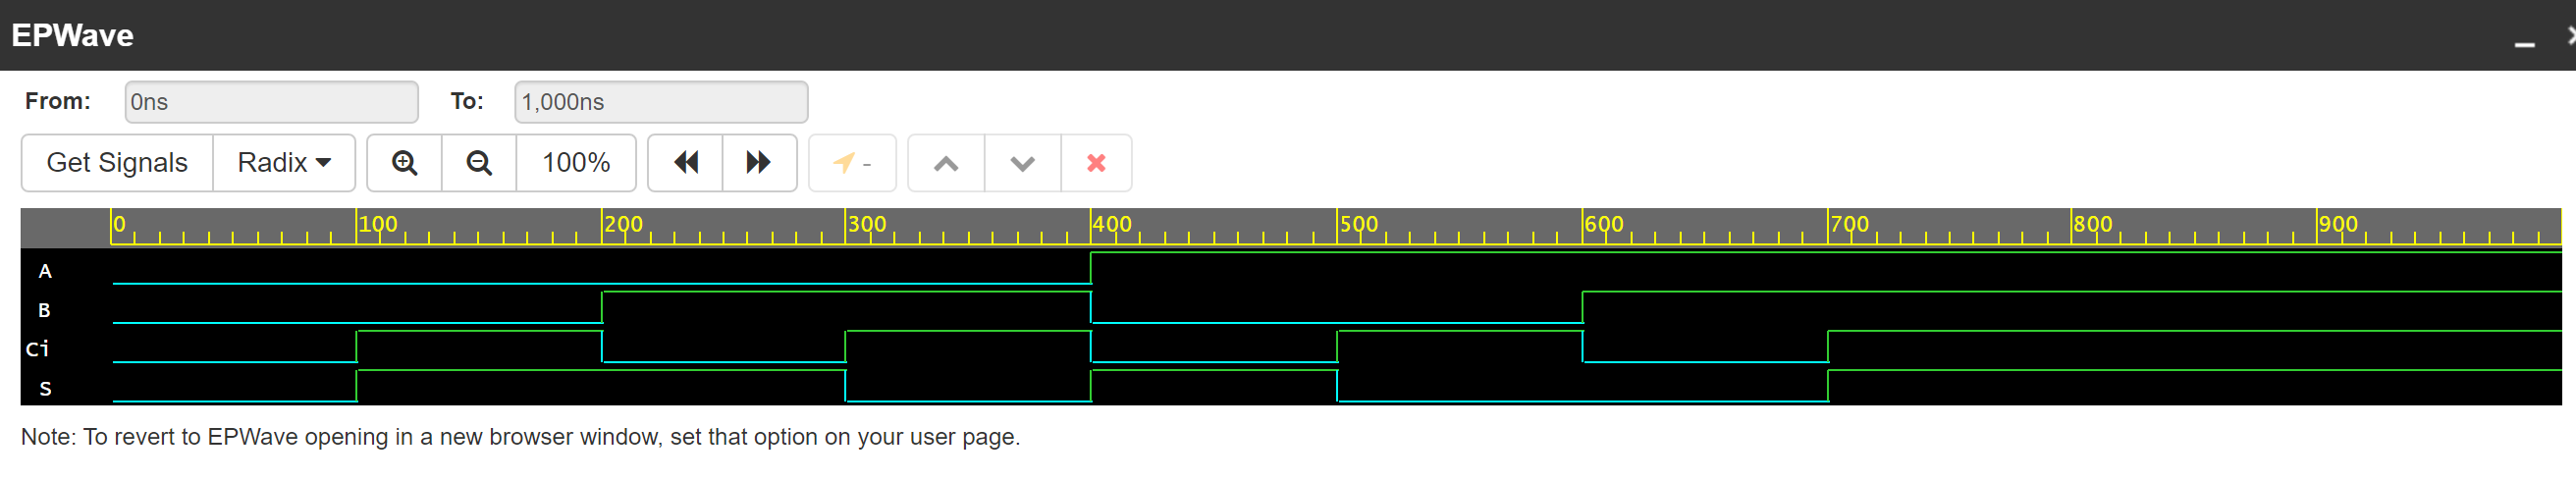 EPWave
From: 0ns To: 1,000ns
Get Signals Radix 100% -
0 100 200 300 400 500 600 700 800 900
A
B
Ci
S
Note: To revert to EPWave opening in a new browser window, set that option on your user page.